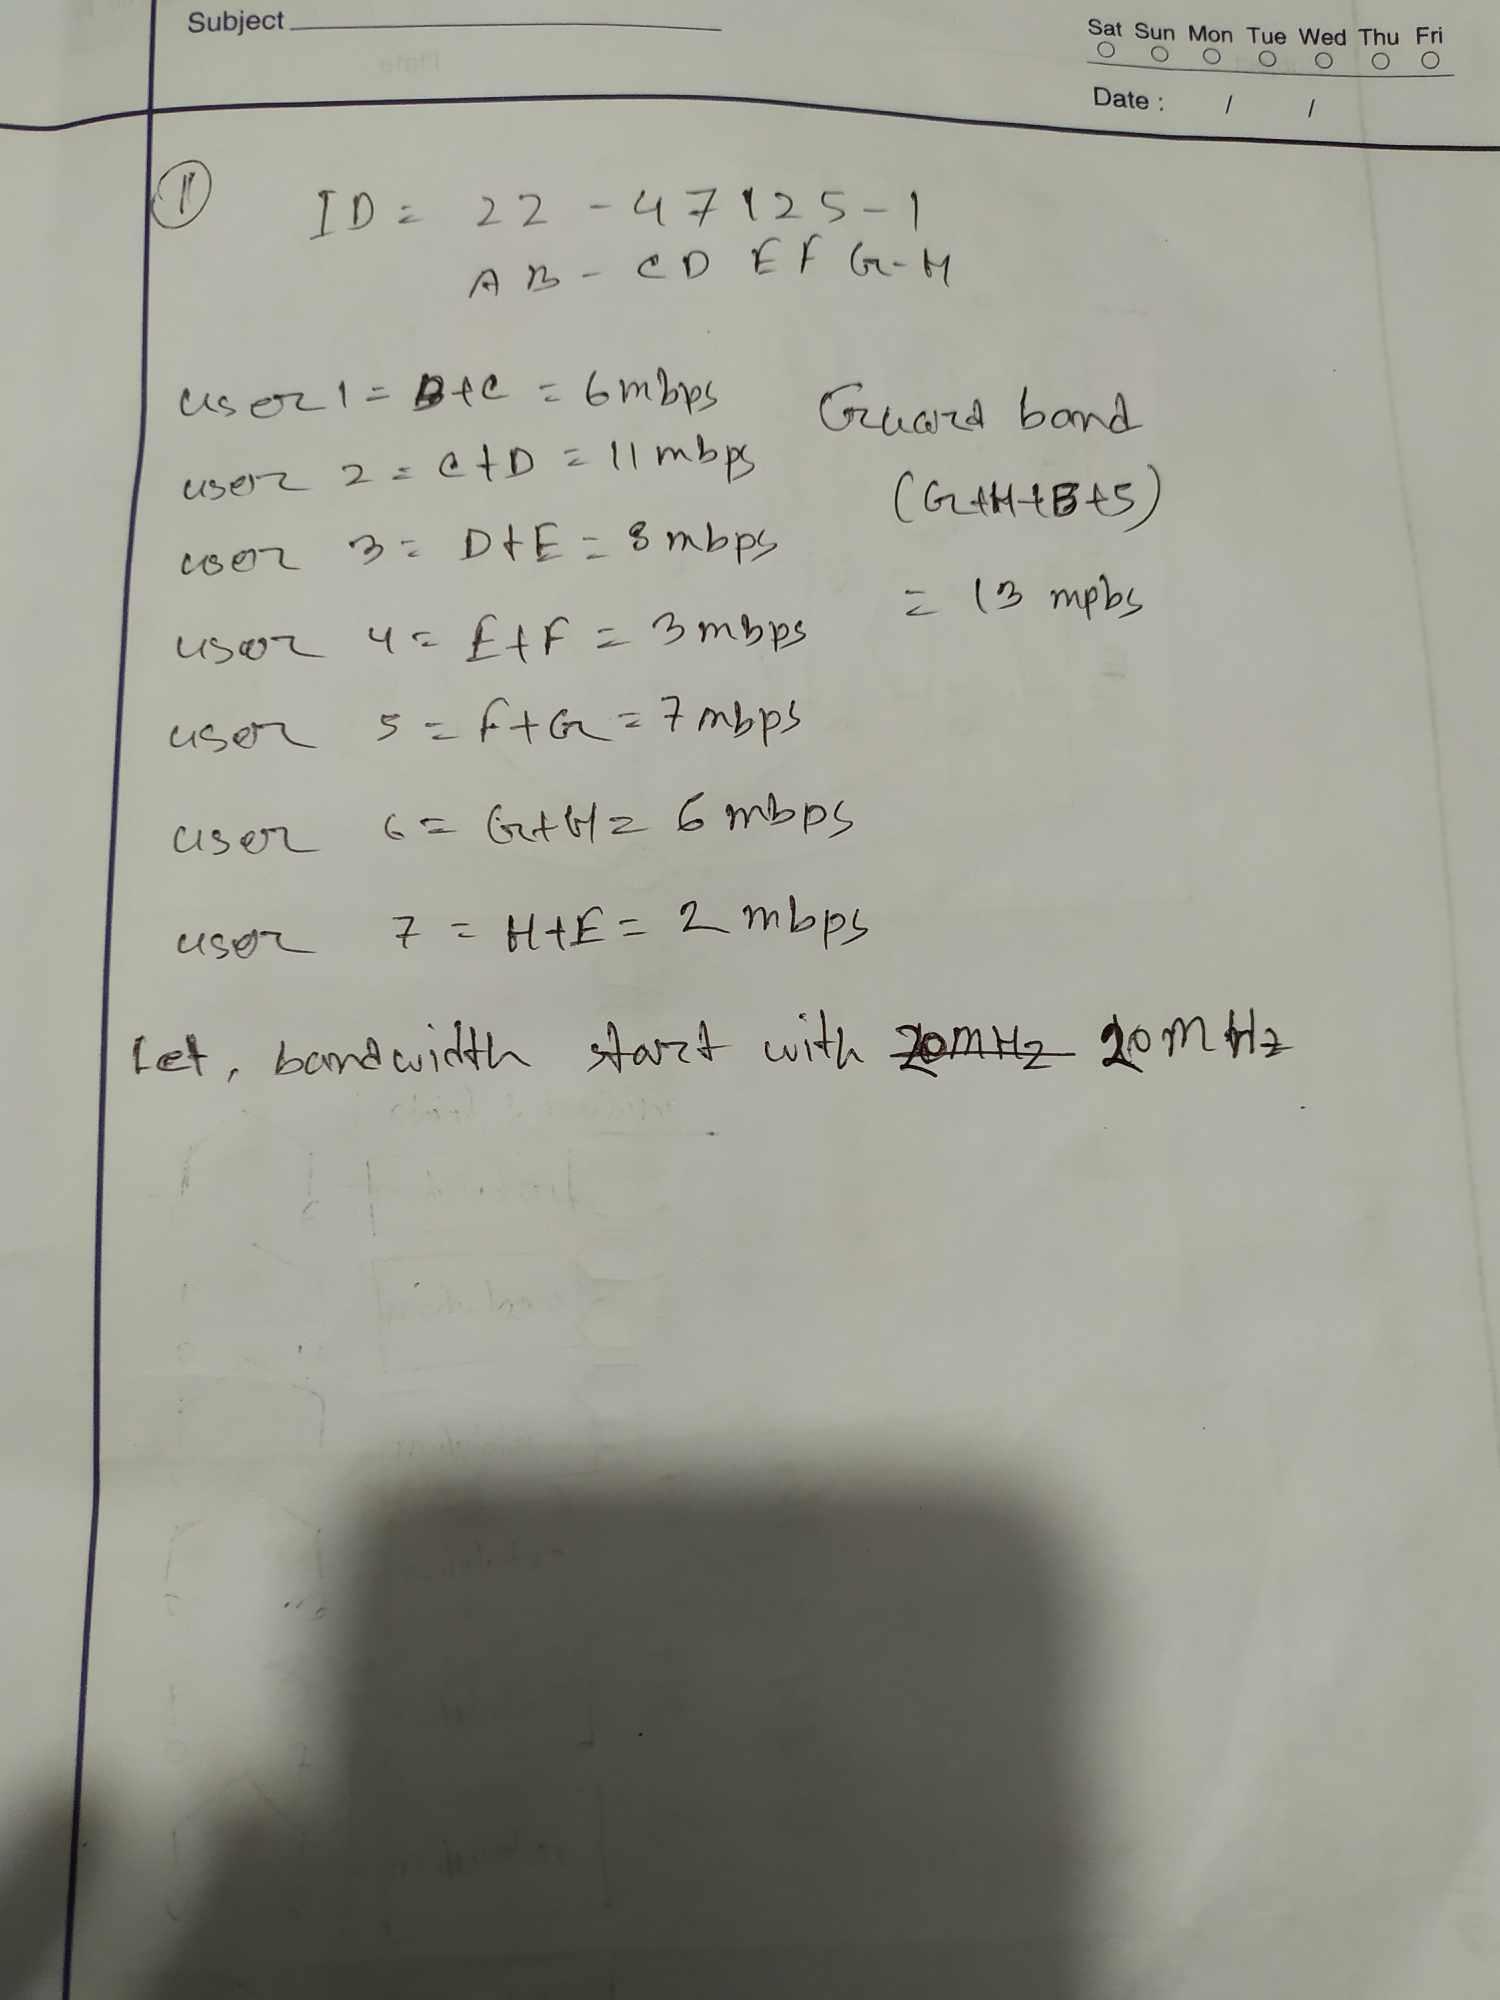 Subject
Sat Sun Mon Tue Wed Thu Fri
Date : / /
1
ID = 22 - 47125 - 1
AB - CD EF G - H
user 1 = B+C = 6 mbps
Guard band
user 2 = C+D = 11 mbps
(G+H+B+5)
user 3 = D+E = 8 mbps
= 13 mpbs
user 4 = E+F = 3 mbps
user 5 = F+G = 7 mbps
user 6 = G+H = 6 mbps
user 7 = H+E = 2 mbps
Let, bandwidth start with 20MHz 20MHz